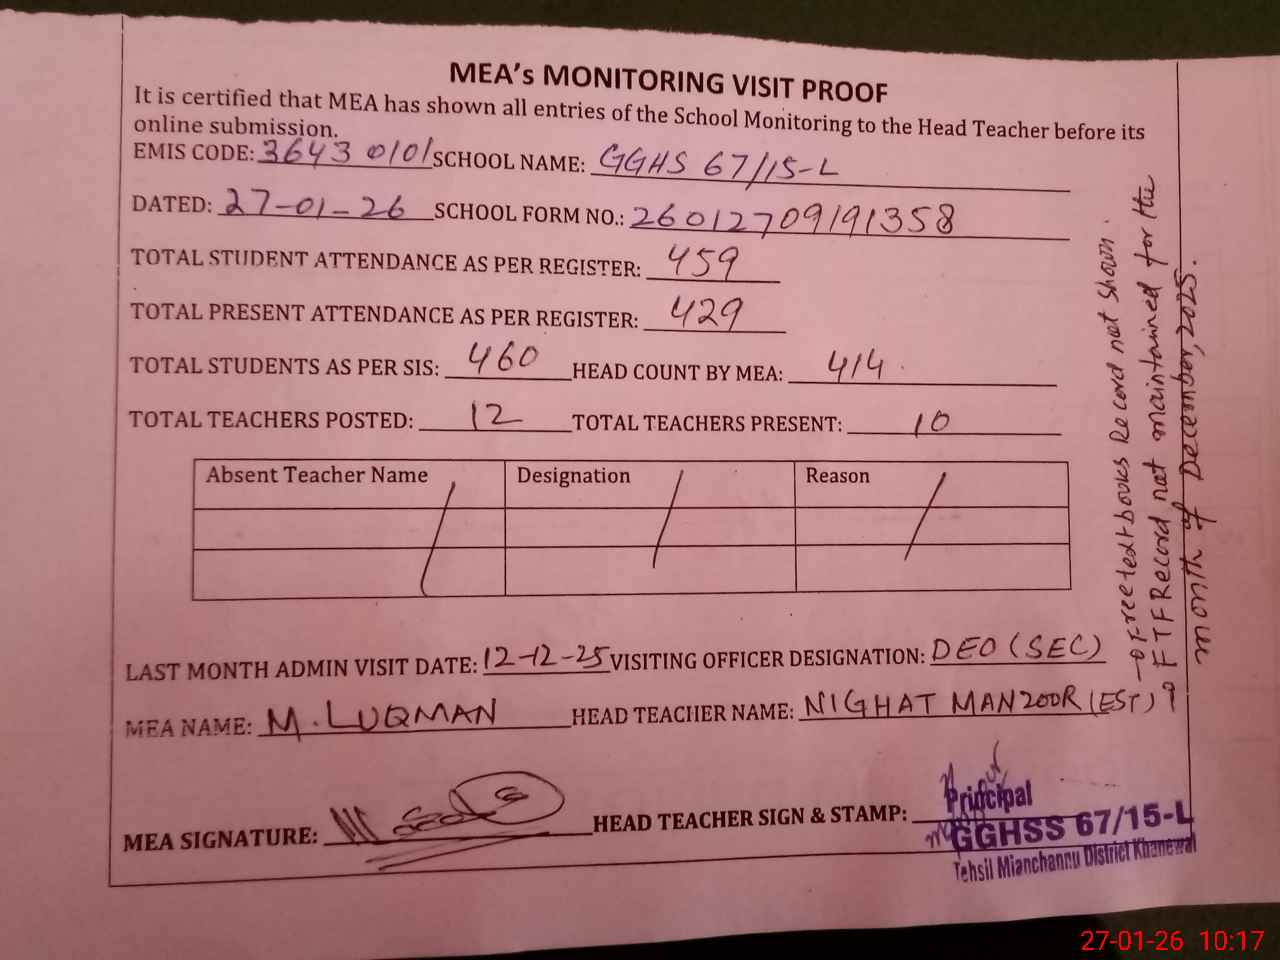 MEA's MONITORING VISIT PROOF
It is certified that MEA has shown all entries of the School Monitoring to the Head Teacher before its
online submission.
EMIS CODE: 36430101 SCHOOL NAME: GGHS 67/15-L
DATED: 27-01-26 SCHOOL FORM NO.: 26012709191358
TOTAL STUDENT ATTENDANCE AS PER REGISTER: 459
TOTAL PRESENT ATTENDANCE AS PER REGISTER: 429
TOTAL STUDENTS AS PER SIS: 460 HEAD COUNT BY MEA: 414
TOTAL TEACHERS POSTED: 12 TOTAL TEACHERS PRESENT: 10
Absent Teacher Name Designation Reason
LAST MONTH ADMIN VISIT DATE: 12-12-25 VISITING OFFICER DESIGNATION: DEO (SEC)
MEA NAME: M. LUQMAN HEAD TEACHER NAME: NIGHAT MANZOOR (EST)
MEA SIGNATURE: HEAD TEACHER SIGN & STAMP:
Principal
GGHSS 67/15-L
Tehsil Mianchannu District Khanewal
Free textbooks Record not shown.
FTF Record not maintained for the
month of December, 2025.
27-01-26 10:17